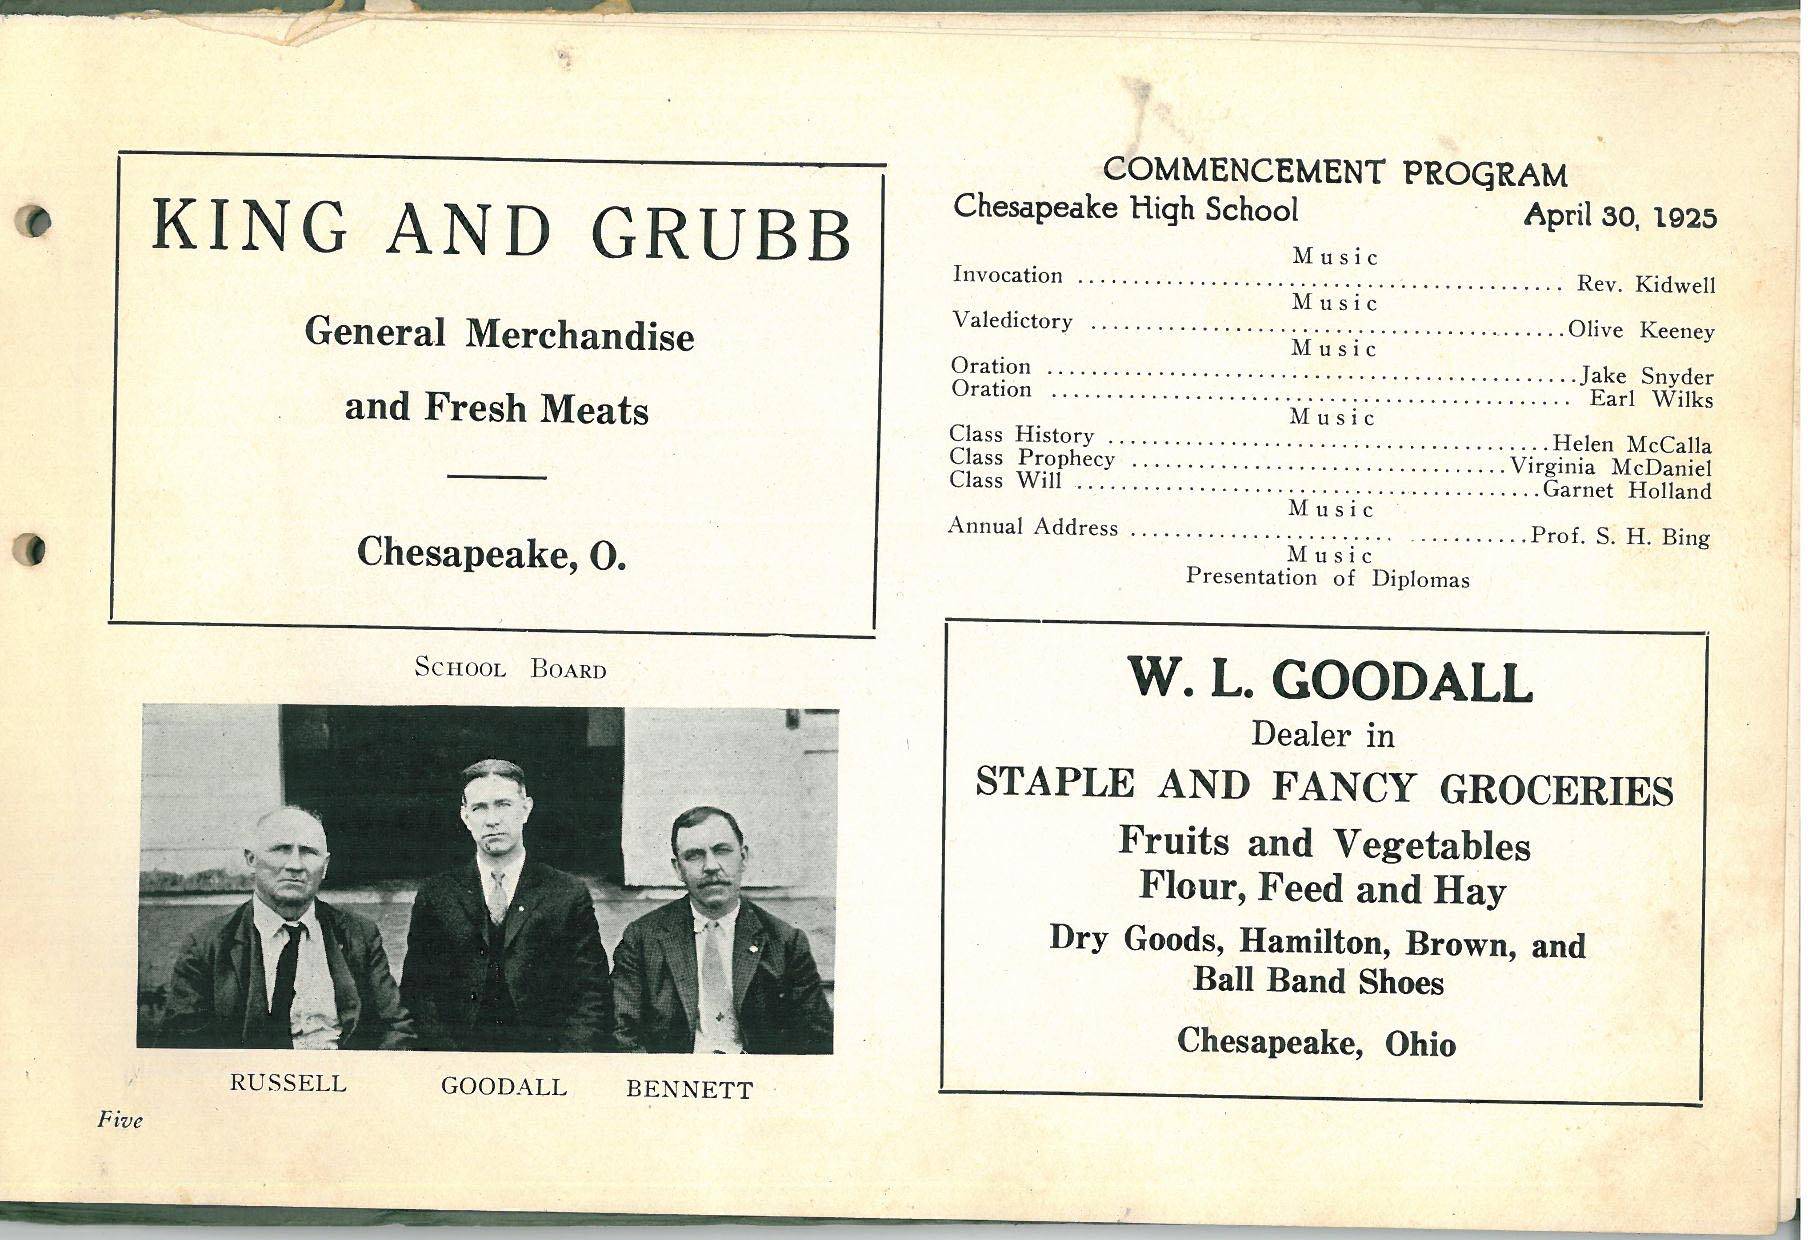 KING AND GRUBB
General Merchandise
and Fresh Meats
Chesapeake, O.
SCHOOL BOARD
RUSSELL GOODALL BENNETT
Five
COMMENCEMENT PROGRAM
Chesapeake High School April 30, 1925
Music
Invocation ........................................... Rev. Kidwell
Music
Valedictory ...........................................Olive Keeney
Music
Oration ................................................Jake Snyder
Oration ............................................... Earl Wilks
Music
Class History ........................................Helen McCalla
Class Prophecy ..................................Virginia McDaniel
Class Will ..........................................Garnet Holland
Music
Annual Address ........................ ...........Prof. S. H. Bing
Music
Presentation of Diplomas
W. L. GOODALL
Dealer in
STAPLE AND FANCY GROCERIES
Fruits and Vegetables
Flour, Feed and Hay
Dry Goods, Hamilton, Brown, and
Ball Band Shoes
Chesapeake, Ohio